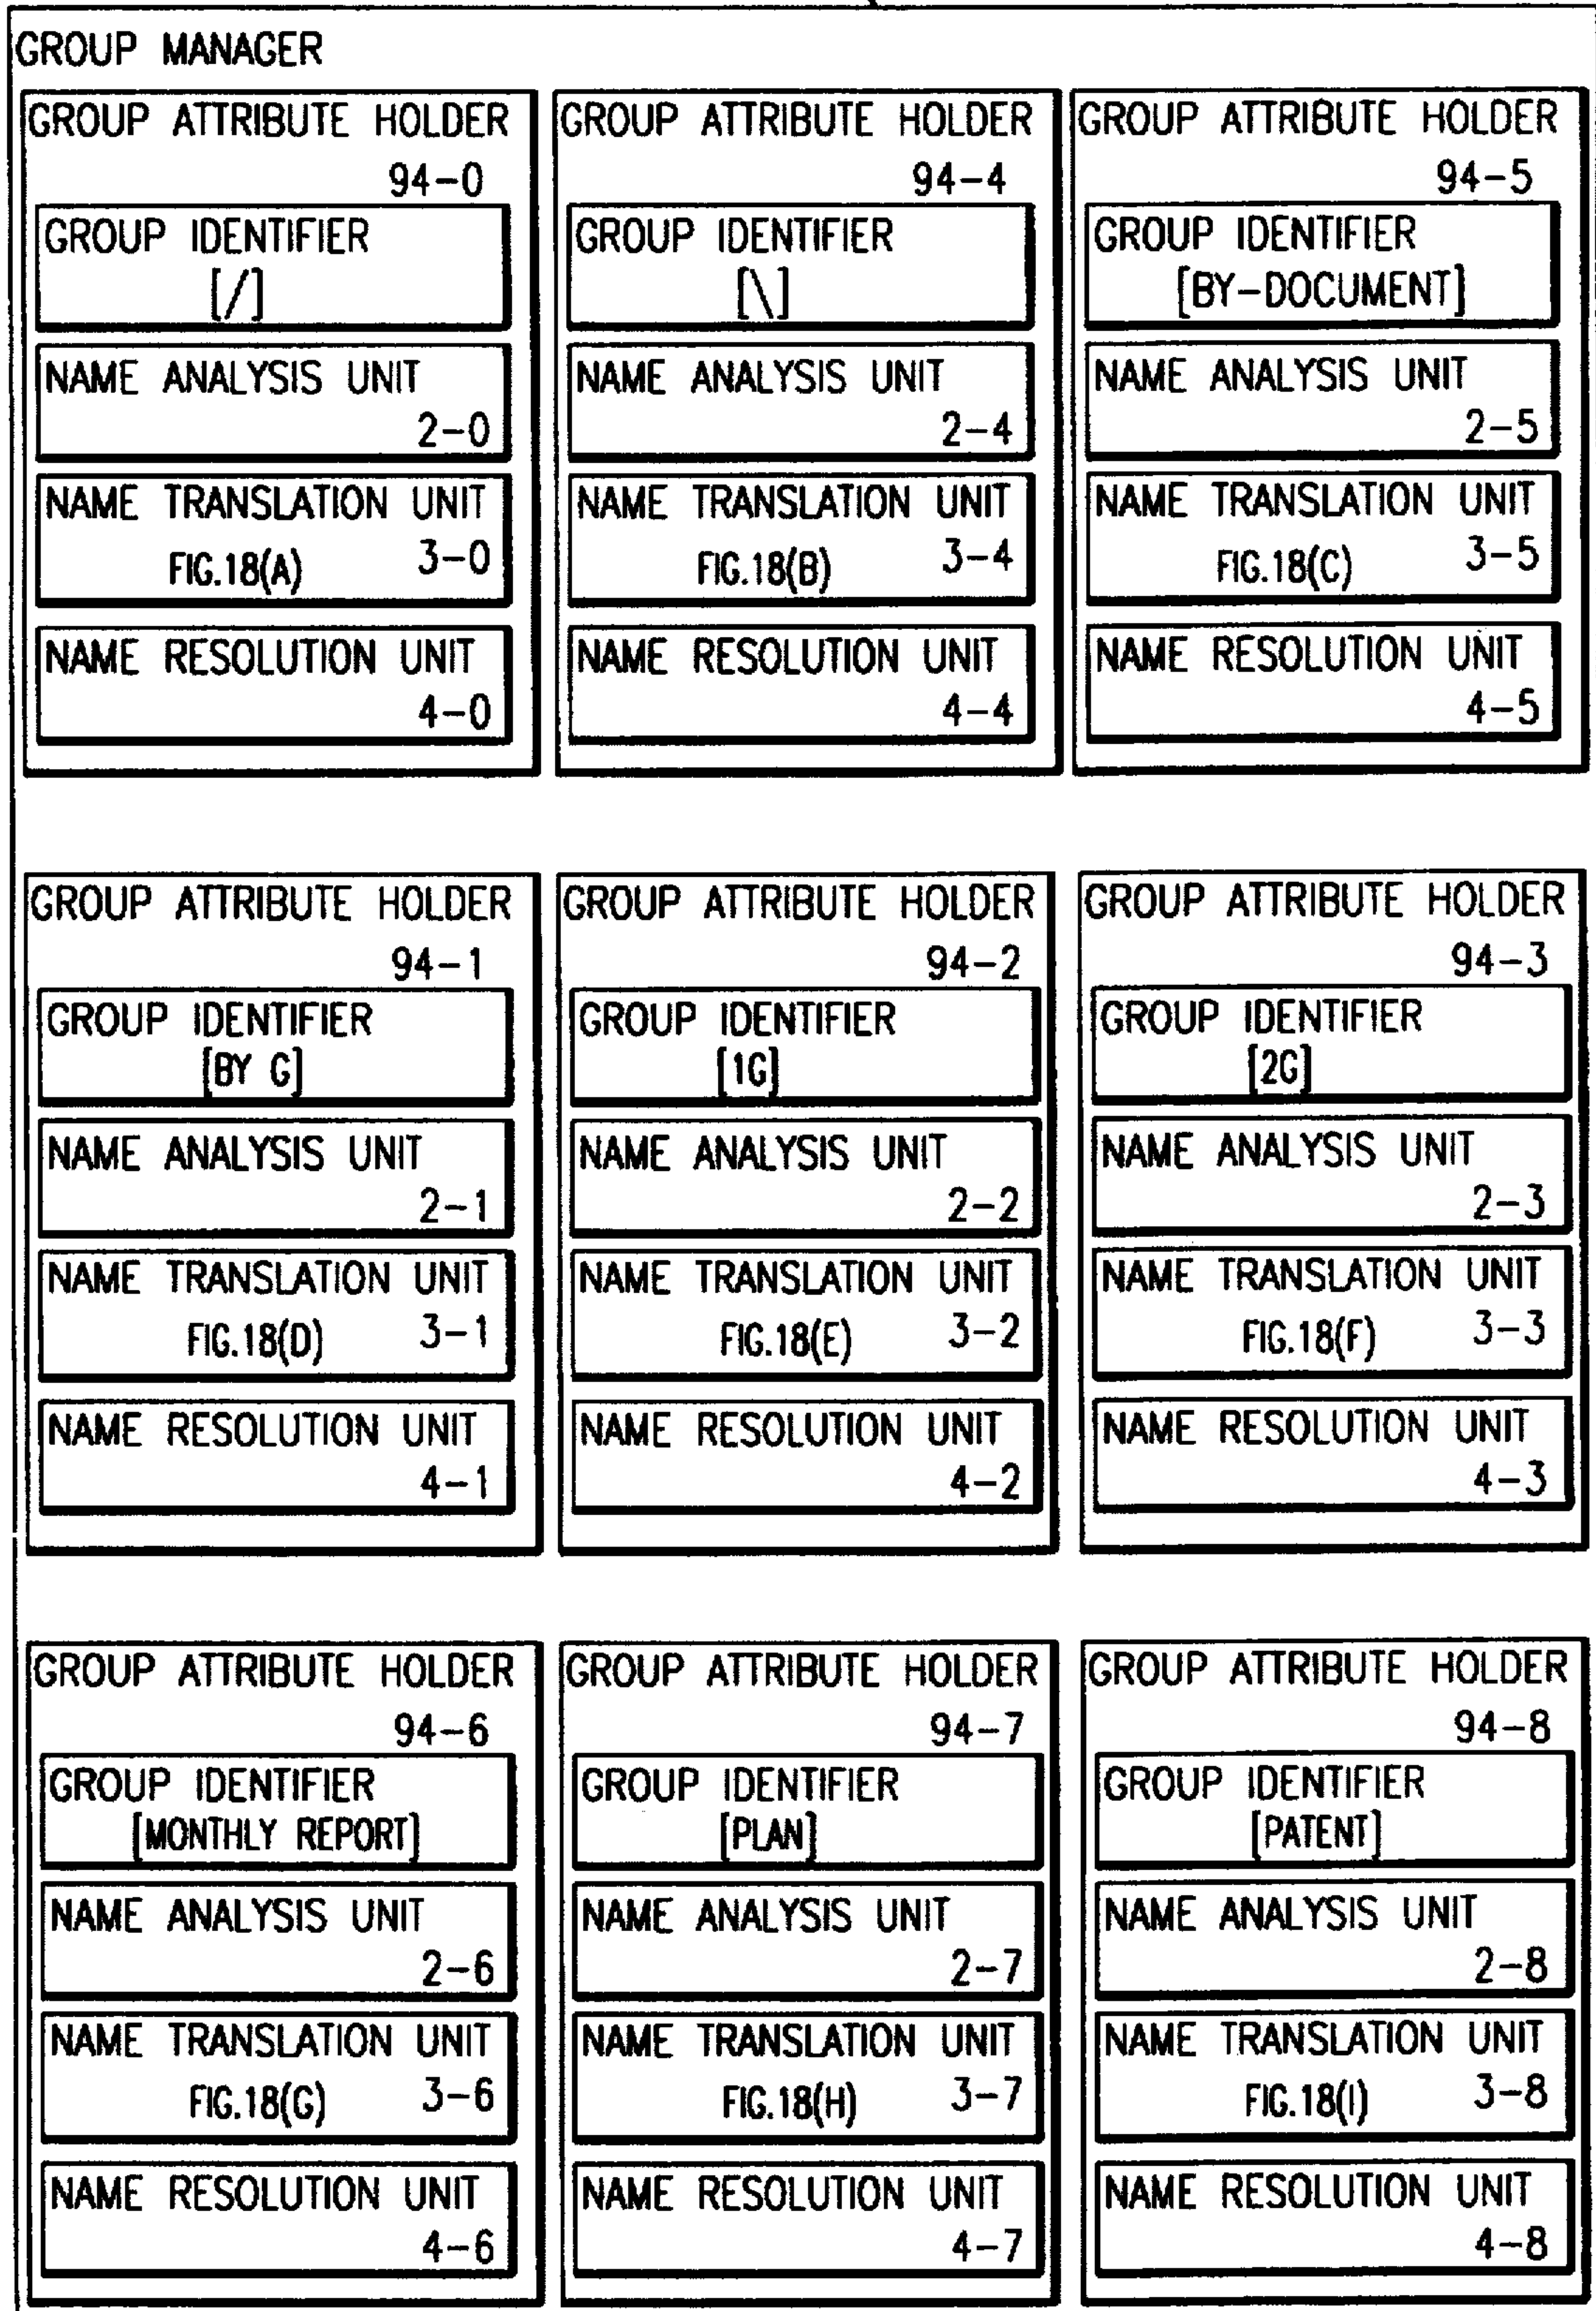 GROUP MANAGER
GROUP ATTRIBUTE HOLDER
94-0
GROUP IDENTIFIER
[/]
NAME ANALYSIS UNIT
2-0
NAME TRANSLATION UNIT
FIG.18(A) 3-0
NAME RESOLUTION UNIT
4-0
GROUP ATTRIBUTE HOLDER
94-4
GROUP IDENTIFIER
[\]
NAME ANALYSIS UNIT
2-4
NAME TRANSLATION UNIT
FIG.18(B) 3-4
NAME RESOLUTION UNIT
4-4
GROUP ATTRIBUTE HOLDER
94-5
GROUP IDENTIFIER
[BY-DOCUMENT]
NAME ANALYSIS UNIT
2-5
NAME TRANSLATION UNIT
FIG.18(C) 3-5
NAME RESOLUTION UNIT
4-5
GROUP ATTRIBUTE HOLDER
94-1
GROUP IDENTIFIER
[BY G]
NAME ANALYSIS UNIT
2-1
NAME TRANSLATION UNIT
FIG.18(D) 3-1
NAME RESOLUTION UNIT
4-1
GROUP ATTRIBUTE HOLDER
94-2
GROUP IDENTIFIER
[1G]
NAME ANALYSIS UNIT
2-2
NAME TRANSLATION UNIT
FIG.18(E) 3-2
NAME RESOLUTION UNIT
4-2
GROUP ATTRIBUTE HOLDER
94-3
GROUP IDENTIFIER
[2G]
NAME ANALYSIS UNIT
2-3
NAME TRANSLATION UNIT
FIG.18(F) 3-3
NAME RESOLUTION UNIT
4-3
GROUP ATTRIBUTE HOLDER
94-6
GROUP IDENTIFIER
[MONTHLY REPORT]
NAME ANALYSIS UNIT
2-6
NAME TRANSLATION UNIT
FIG.18(G) 3-6
NAME RESOLUTION UNIT
4-6
GROUP ATTRIBUTE HOLDER
94-7
GROUP IDENTIFIER
[PLAN]
NAME ANALYSIS UNIT
2-7
NAME TRANSLATION UNIT
FIG.18(H) 3-7
NAME RESOLUTION UNIT
4-7
GROUP ATTRIBUTE HOLDER
94-8
GROUP IDENTIFIER
[PATENT]
NAME ANALYSIS UNIT
2-8
NAME TRANSLATION UNIT
FIG.18(I) 3-8
NAME RESOLUTION UNIT
4-8